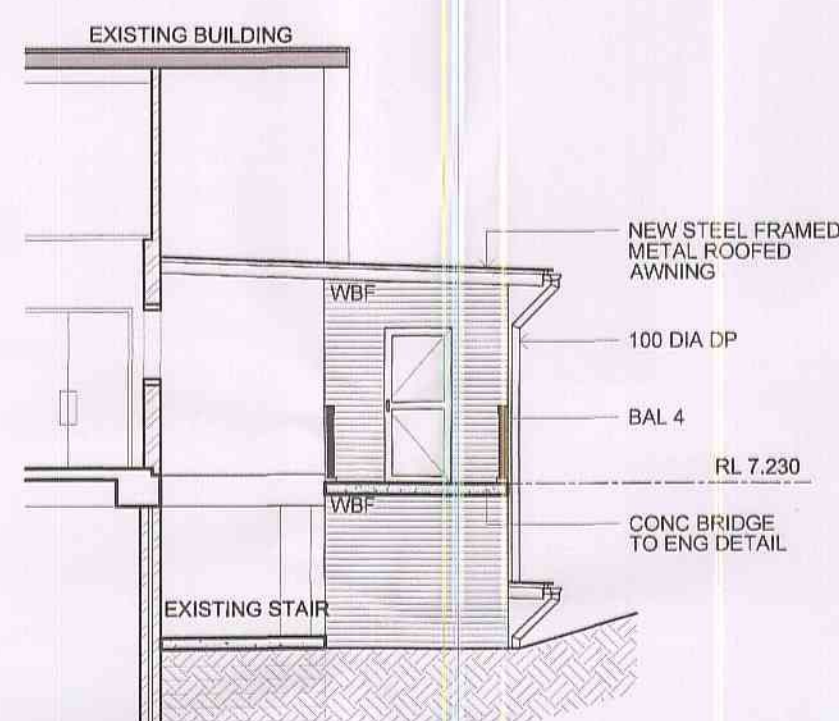 EXISTING BUILDING
NEW STEEL FRAMED
METAL ROOFED
AWNING
WBF
100 DIA DP
BAL 4
RL 7.230
WBF
CONC BRIDGE
TO ENG DETAIL
EXISTING STAIR